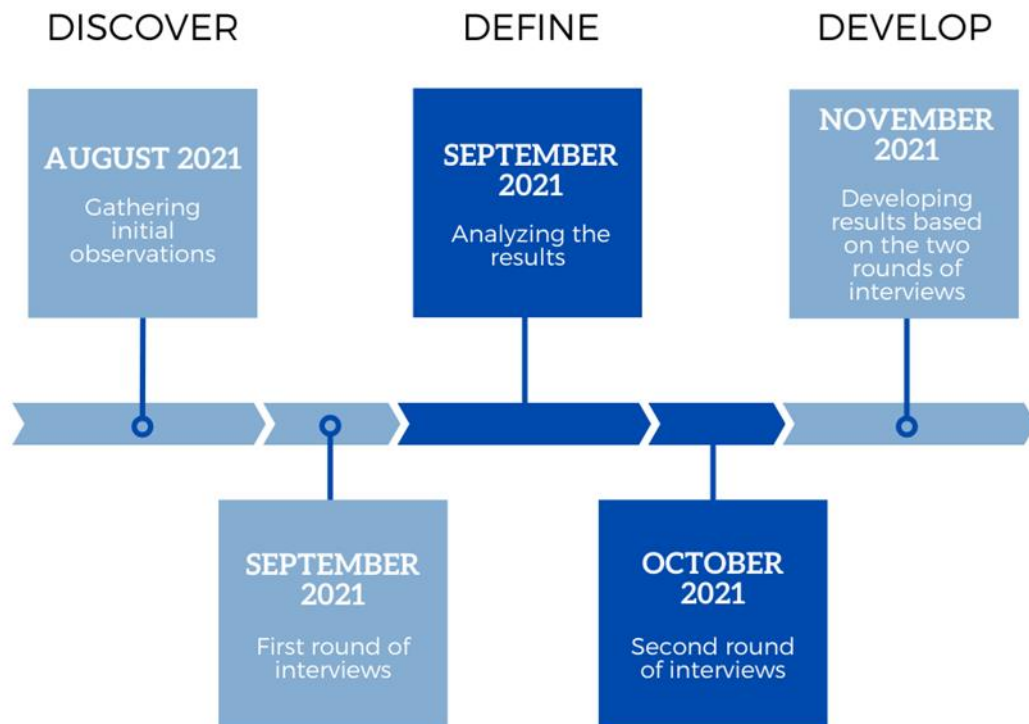 DISCOVER
DEFINE
DEVELOP
AUGUST 2021
Gathering
initial
observations
SEPTEMBER
2021
Analyzing the
results
NOVEMBER
2021
Developing
results based
on the two
rounds of
interviews
SEPTEMBER
2021
First round of
interviews
OCTOBER
2021
Second round
of interviews